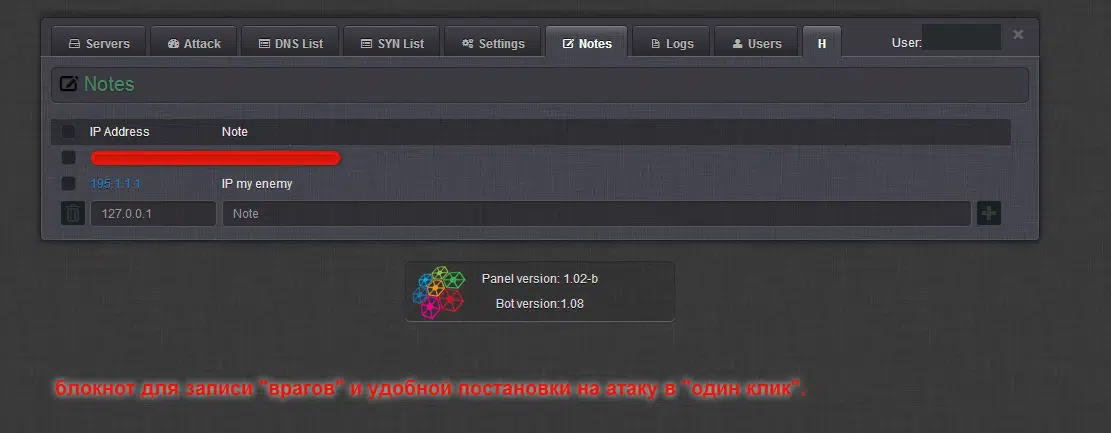 Servers Attack DNS List SYN List Settings Notes Logs Users H User:
Notes
IP Address Note
195.1.1.1 IP my enemy
127.0.0.1 Note
Panel version: 1.02-b
Bot version:1.08
блокнот для записи "врагов" и удобной постановки на атаку в "один клик".